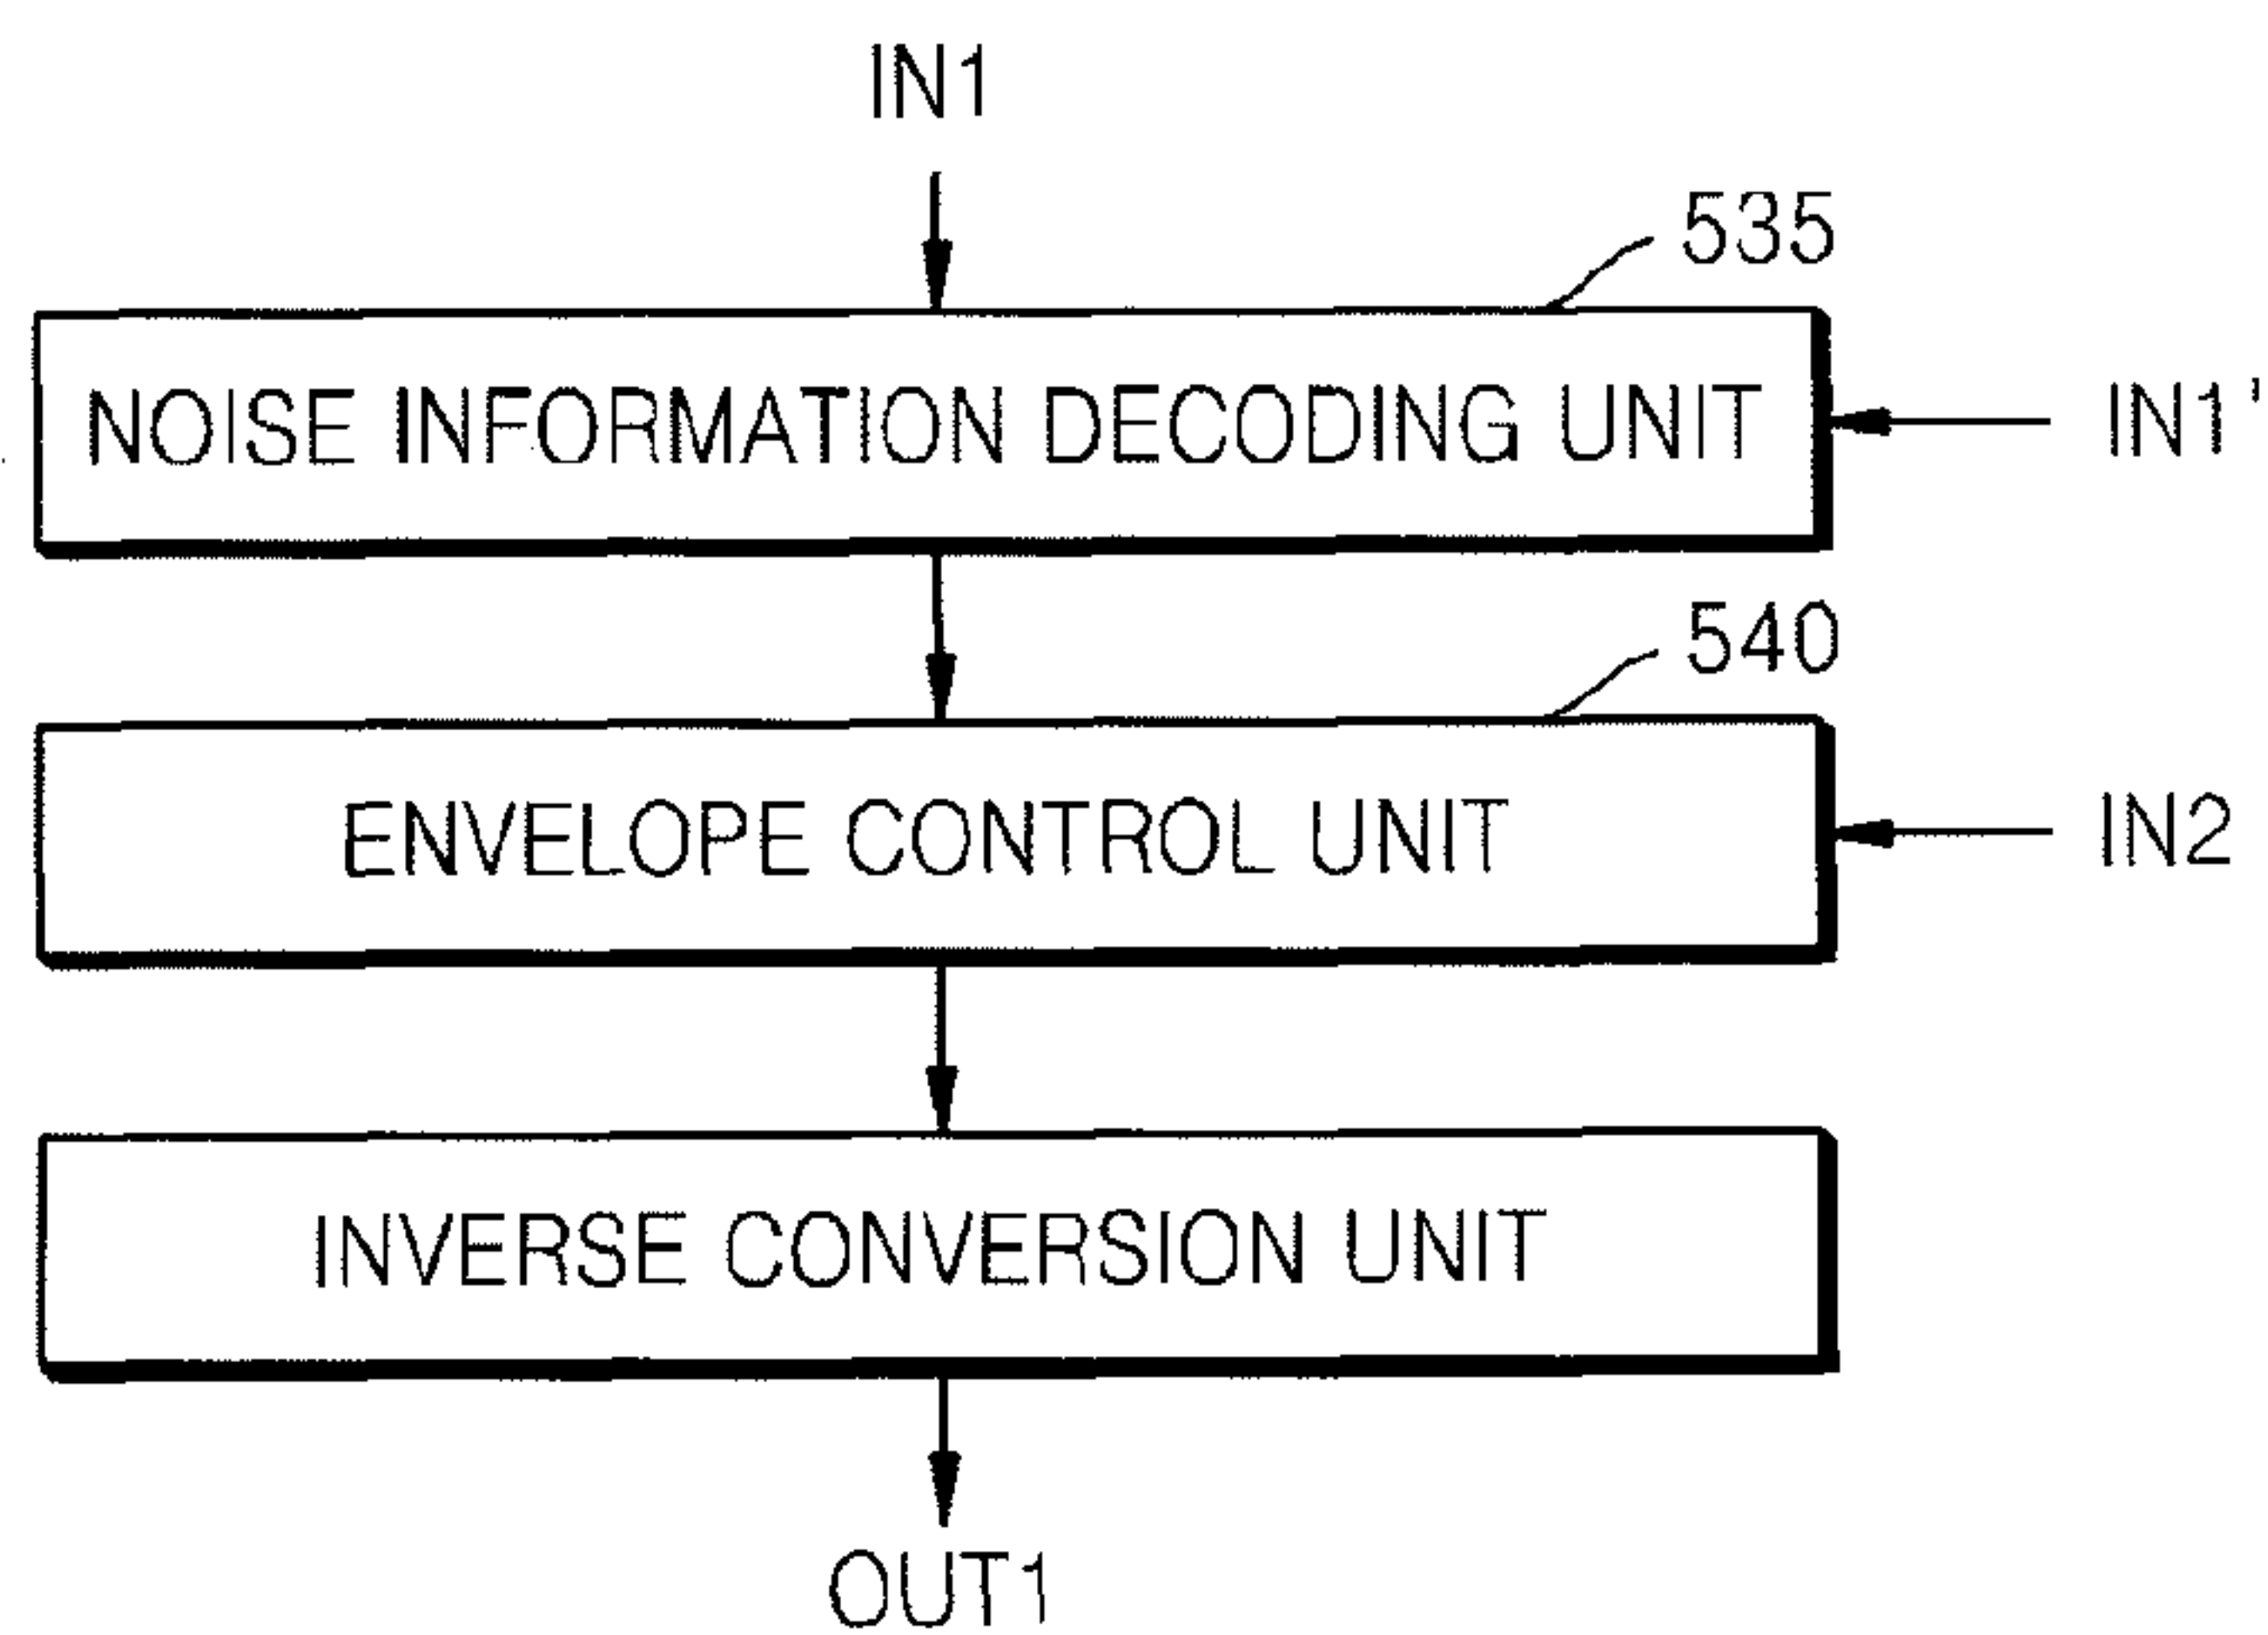 IN1
535
NOISE INFORMATION DECODING UNIT
IN1'
540
ENVELOPE CONTROL UNIT
IN2
INVERSE CONVERSION UNIT
OUT1